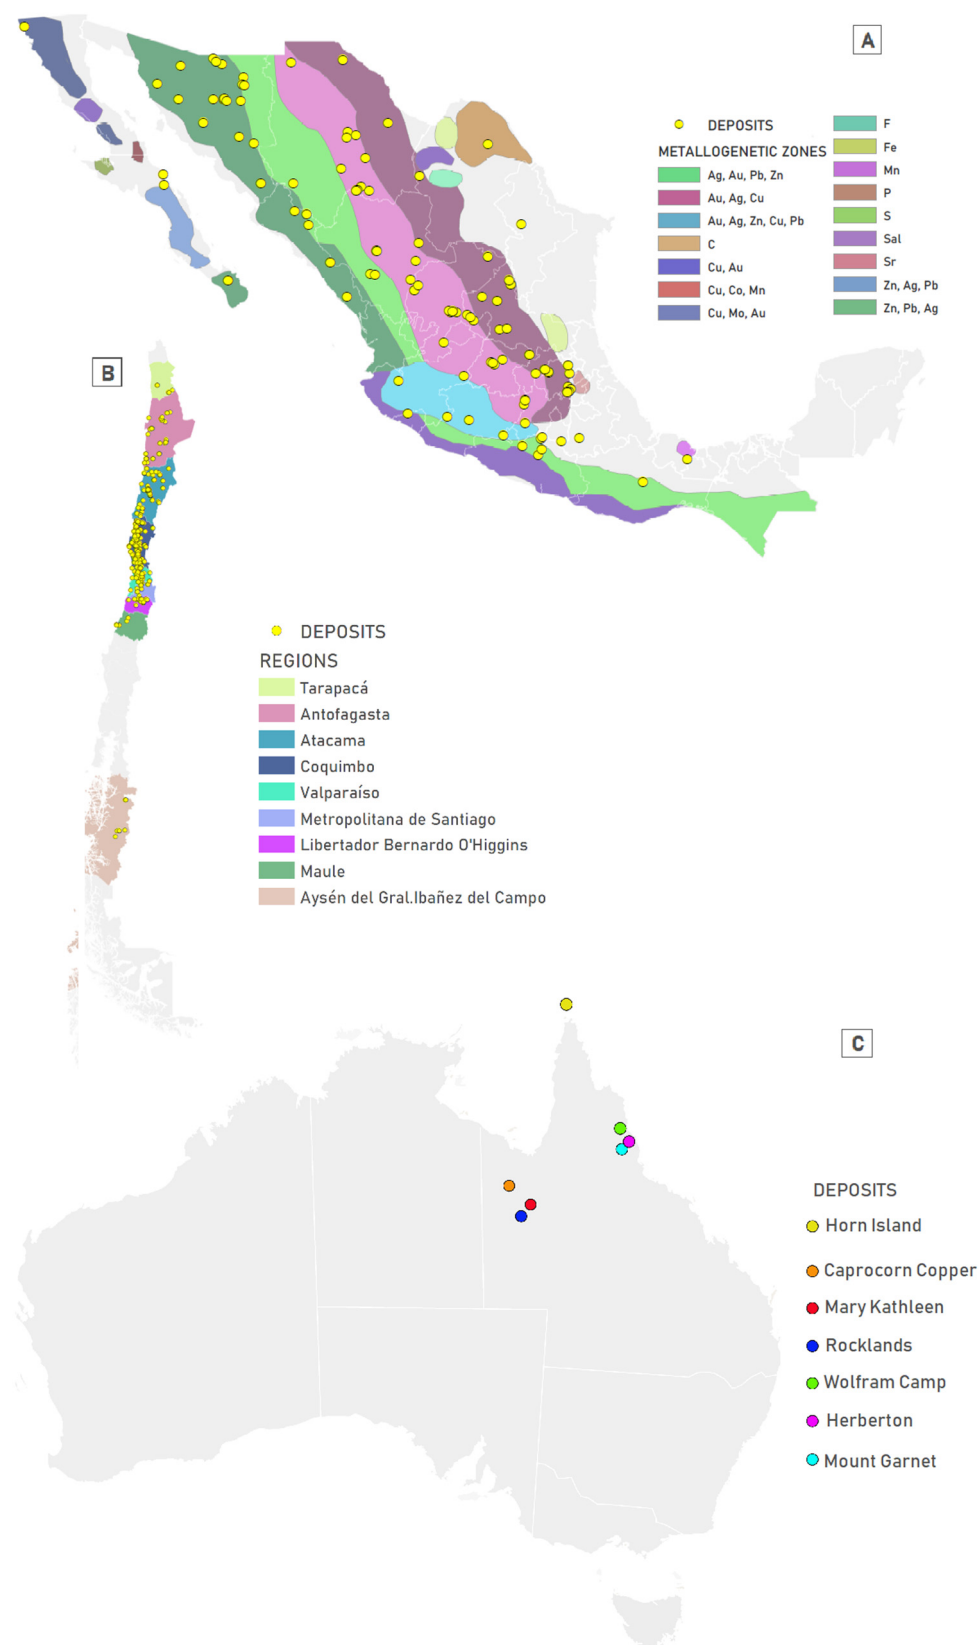 A
DEPOSITS
METALLOGENETIC ZONES
Ag, Au, Pb, Zn
Au, Ag, Cu
Au, Ag, Zn, Cu, Pb
C
Cu, Au
Cu, Co, Mn
Cu, Mo, Au
F
Fe
Mn
P
S
Sal
Sr
Zn, Ag, Pb
Zn, Pb, Ag
B
DEPOSITS
REGIONS
Tarapacá
Antofagasta
Atacama
Coquimbo
Valparaíso
Metropolitana de Santiago
Libertador Bernardo O'Higgins
Maule
Aysén del Gral.Ibañez del Campo
C
DEPOSITS
Horn Island
Caprocorn Copper
Mary Kathleen
Rocklands
Wolfram Camp
Herberton
Mount Garnet